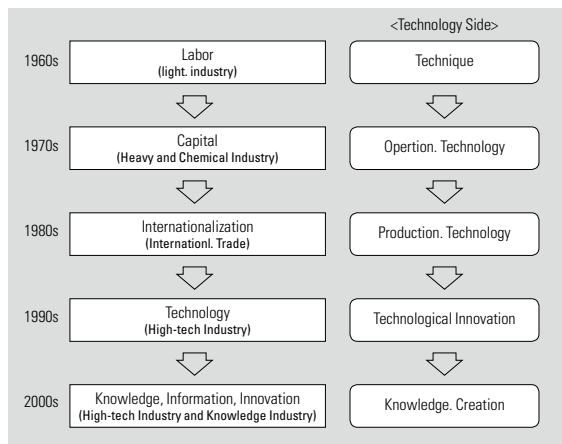 <Technology Side>
1960s
Labor
(light. industry)
Technique
1970s
Capital
(Heavy and Chemical Industry)
Opertion. Technology
1980s
Internationalization
(Internationl. Trade)
Production. Technology
1990s
Technology
(High-tech Industry)
Technological Innovation
2000s
Knowledge, Information, Innovation
(High-tech Industry and Knowledge Industry)
Knowledge. Creation